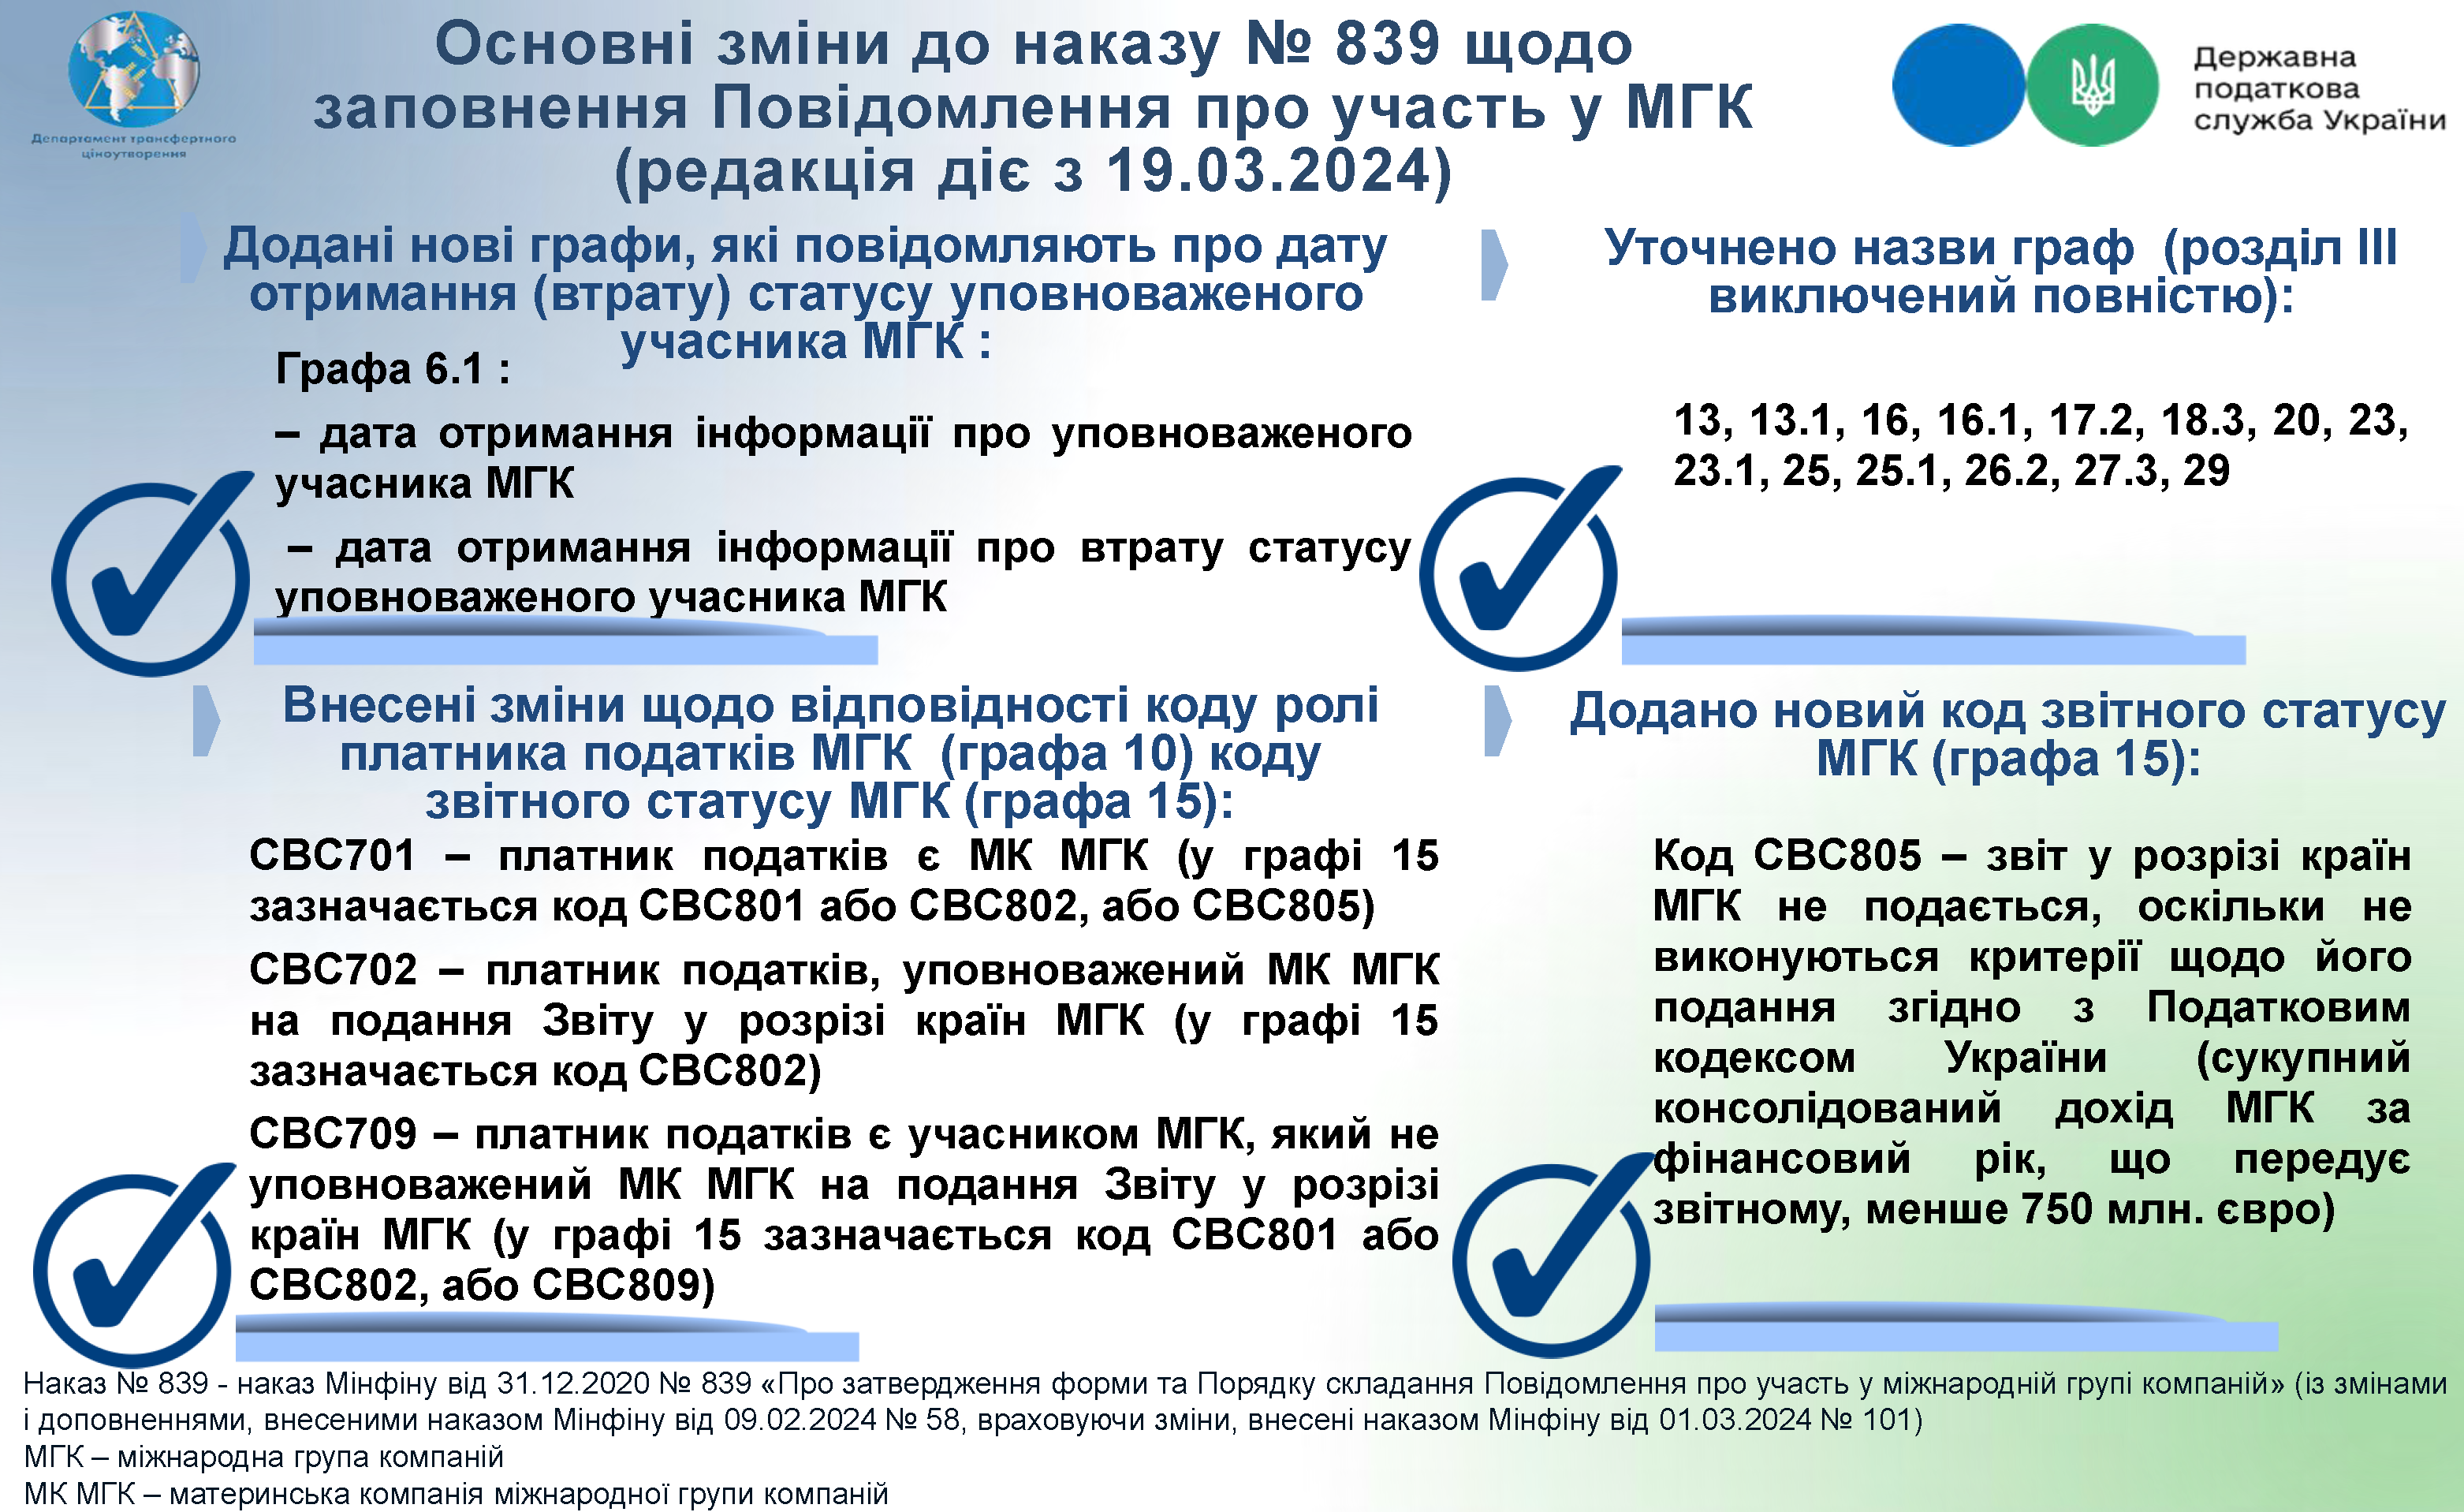 Департамент трансфертного
ціноутворення
Основні зміни до наказу № 839 щодо
заповнення Повідомлення про участь у МГК
(редакція діє з 19.03.2024)
Державна
податкова
служба України
Додані нові графи, які повідомляють про дату
отримання (втрату) статусу уповноваженого
учасника МГК :
Графа 6.1 :
– дата отримання інформації про уповноваженого
учасника МГК
– дата отримання інформації про втрату статусу
уповноваженого учасника МГК
Уточнено назви граф (розділ III
виключений повністю):
13, 13.1, 16, 16.1, 17.2, 18.3, 20, 23,
23.1, 25, 25.1, 26.2, 27.3, 29
Внесені зміни щодо відповідності коду ролі
платника податків МГК (графа 10) коду
звітного статусу МГК (графа 15):
СВС701 – платник податків є МК МГК (у графі 15
зазначається код СВС801 або СВС802, або СВС805)
СВС702 – платник податків, уповноважений МК МГК
на подання Звіту у розрізі країн МГК (у графі 15
зазначається код СВС802)
СВС709 – платник податків є учасником МГК, який не
уповноважений МК МГК на подання Звіту у розрізі
країн МГК (у графі 15 зазначається код СВС801 або
СВС802, або СВС809)
Додано новий код звітного статусу
МГК (графа 15):
Код СВС805 – звіт у розрізі країн
МГК не подається, оскільки не
виконуються критерії щодо його
подання згідно з Податковим
кодексом України (сукупний
консолідований дохід МГК за
фінансовий рік, що передує
звітному, менше 750 млн. євро)
Наказ № 839 - наказ Мінфіну від 31.12.2020 № 839 «Про затвердження форми та Порядку складання Повідомлення про участь у міжнародній групі компаній» (із змінами
і доповненнями, внесеними наказом Мінфіну від 09.02.2024 № 58, враховуючи зміни, внесені наказом Мінфіну від 01.03.2024 № 101)
МГК – міжнародна група компаній
МК МГК – материнська компанія міжнародної групи компаній